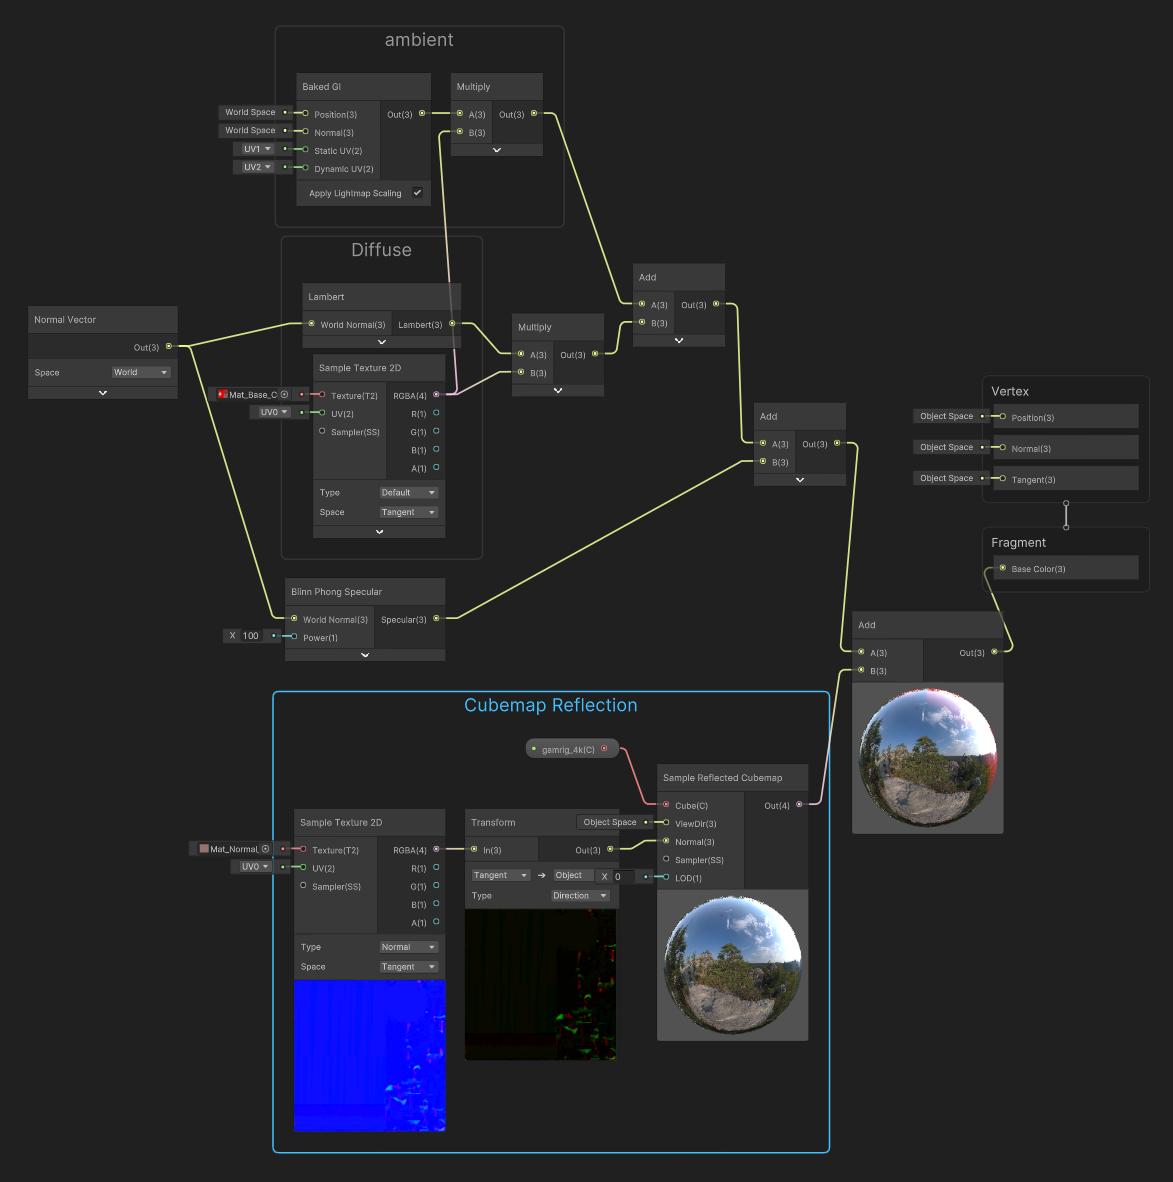 ambient
Baked GI
World Space
Position(3)
Out(3)
World Space
Normal(3)
UV1
Static UV(2)
UV2
Dynamic UV(2)
Apply Lightmap Scaling
Multiply
A(3)
Out(3)
B(3)
Diffuse
Lambert
World Normal(3)
Lambert(3)
Normal Vector
Out(3)
Space
World
Sample Texture 2D
Mat_Base_C
Texture(T2)
RGBA(4)
UV0
UV(2)
R(1)
Sampler(SS)
G(1)
B(1)
A(1)
Type
Default
Space
Tangent
Multiply
A(3)
Out(3)
B(3)
Add
A(3)
Out(3)
B(3)
Add
A(3)
Out(3)
B(3)
Blinn Phong Specular
World Normal(3)
Specular(3)
X 100
Power(1)
Vertex
Object Space
Position(3)
Object Space
Normal(3)
Object Space
Tangent(3)
Fragment
Base Color(3)
Add
A(3)
Out(3)
B(3)
Cubemap Reflection
gamrig_4k(C)
Sample Texture 2D
Mat_Normal_
Texture(T2)
RGBA(4)
UV0
UV(2)
R(1)
Sampler(SS)
G(1)
B(1)
A(1)
Type
Normal
Space
Tangent
Transform
In(3)
Out(3)
Tangent
Object
Type
Direction
Sample Reflected Cubemap
Cube(C)
Out(4)
Object Space
ViewDir(3)
Normal(3)
Sampler(SS)
X 0
LOD(1)